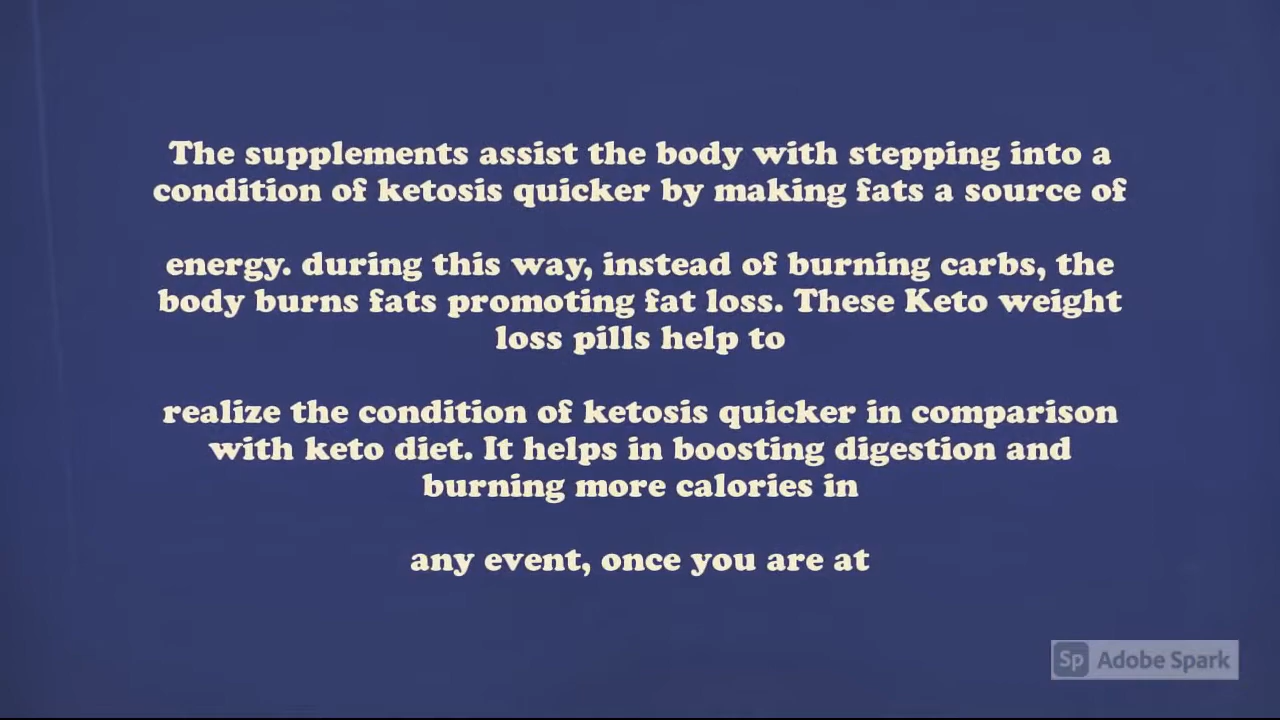 The supplements assist the body with stepping into a
condition of ketosis quicker by making fats a source of
energy. during this way, instead of burning carbs, the
body burns fats promoting fat loss. These Keto weight
loss pills help to
realize the condition of ketosis quicker in comparison
with keto diet. It helps in boosting digestion and
burning more calories in
any event, once you are at
Sp Adobe Spark